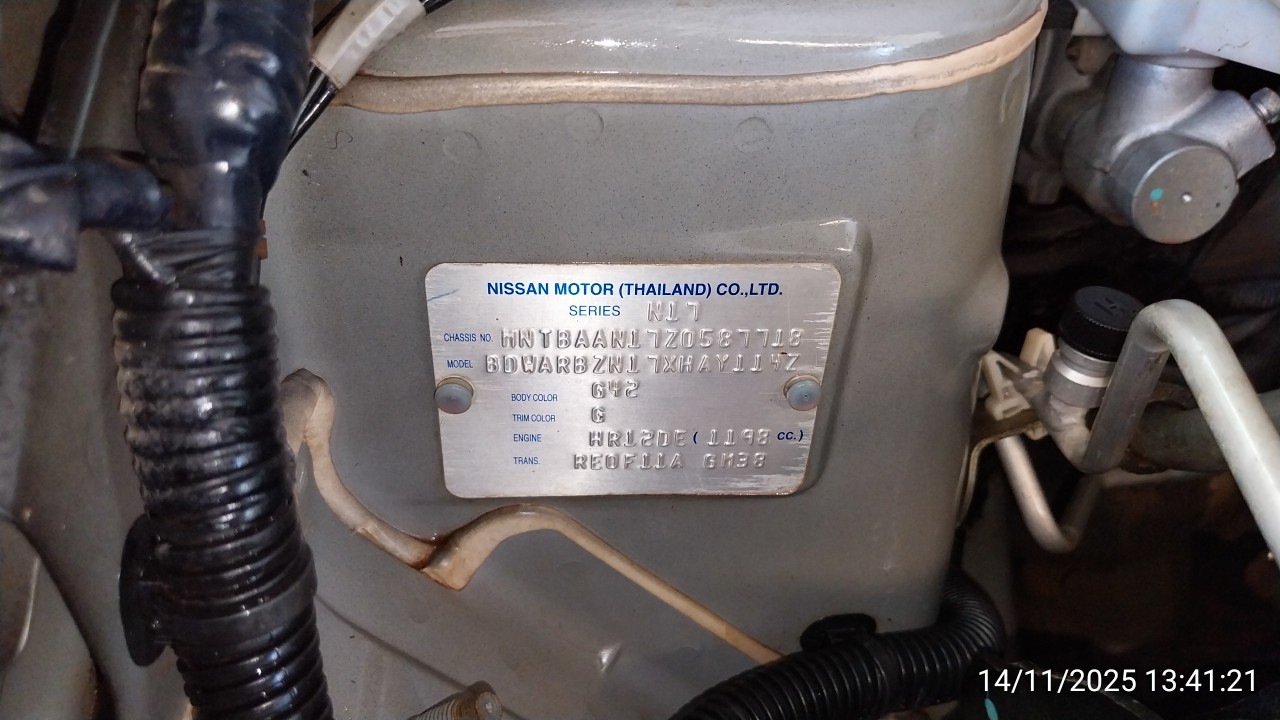 NISSAN MOTOR (THAILAND) CO.,LTD.
SERIES N17
CHASSIS NO. MNTBAAN17Z0587718
MODEL BDWARBZN17XHAY114Z
BODY COLOR G42
TRIM COLOR G
ENGINE HR12DE ( 1198 CC.)
TRANS. RE0F11A GM38
14/11/2025 13:41:21